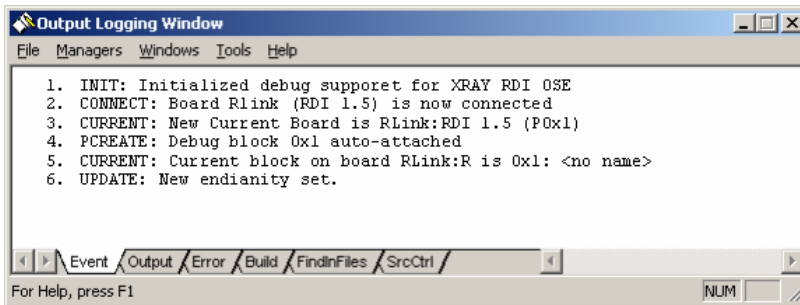 Output Logging Window
File Managers Windows Tools Help
1. INIT: Initialized debug supporet for XRAY RDI OSE
2. CONNECT: Board Rlink (RDI 1.5) is now connected
3. CURRENT: New Current Board is RLink:RDI 1.5 (P0x1)
4. PCREATE: Debug block 0x1 auto-attached
5. CURRENT: Current block on board RLink:R is 0x1: <no name>
6. UPDATE: New endianity set.
Event Output Error Build FindInFiles SrcCtrl
For Help, press F1 NUM